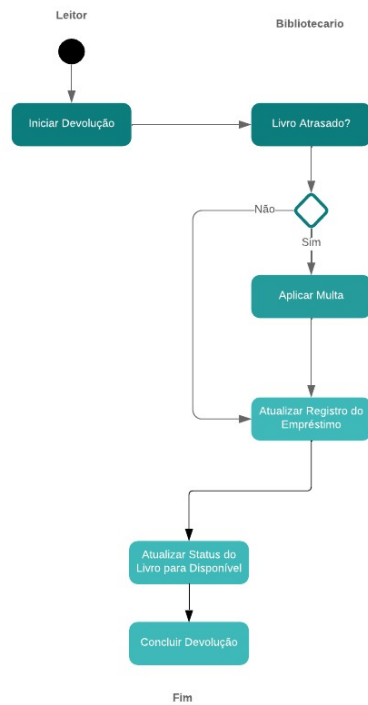 Leitor
Bibliotecario
Iniciar Devolução
Livro Atrasado?
Não
Sim
Aplicar Multa
Atualizar Registro do
Empréstimo
Atualizar Status do
Livro para Disponível
Concluir Devolução
Fim